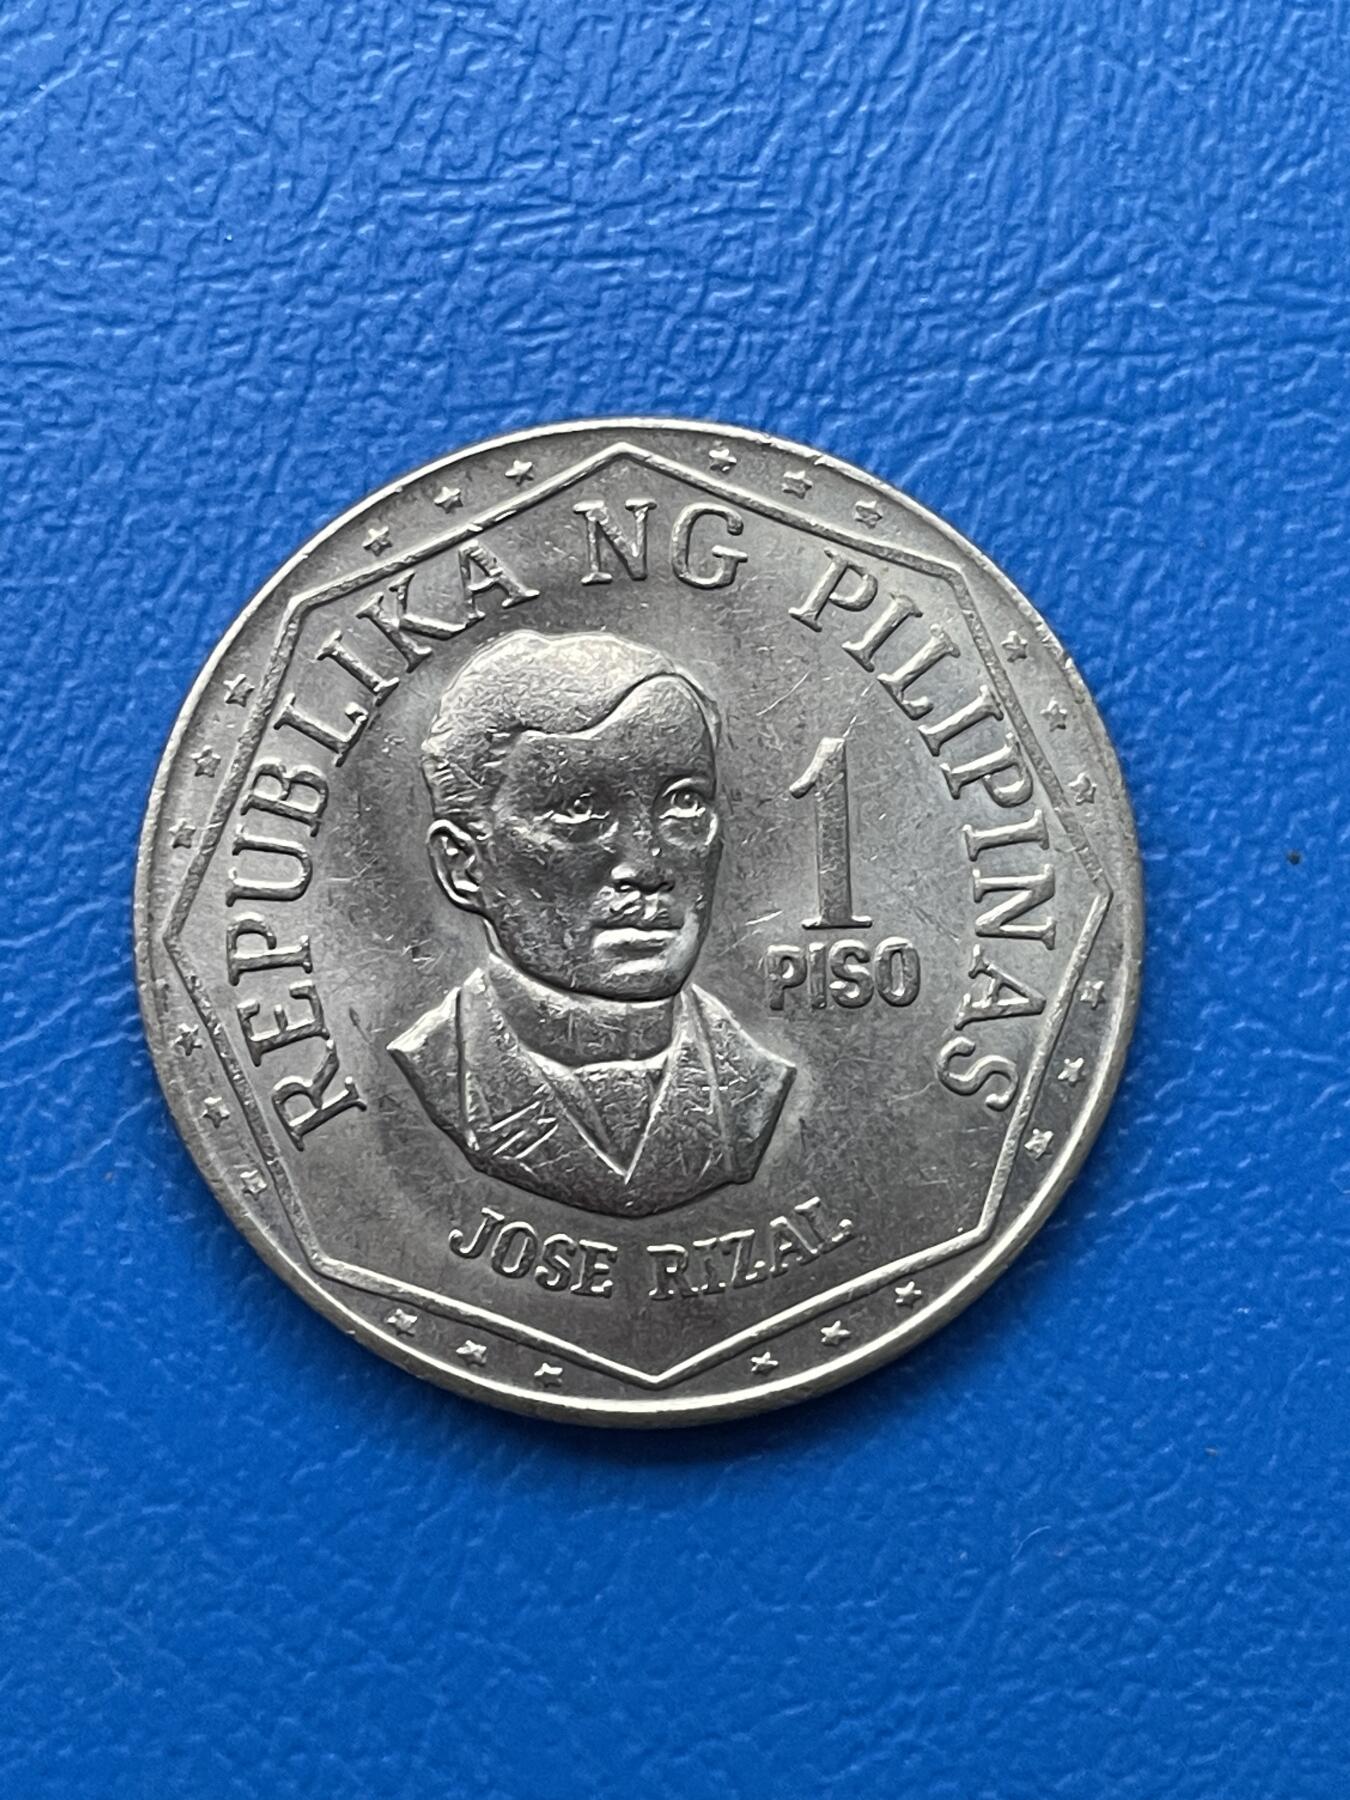 REPUBLIKA NG PILIPINAS
1
PISO
JOSE RIZAL